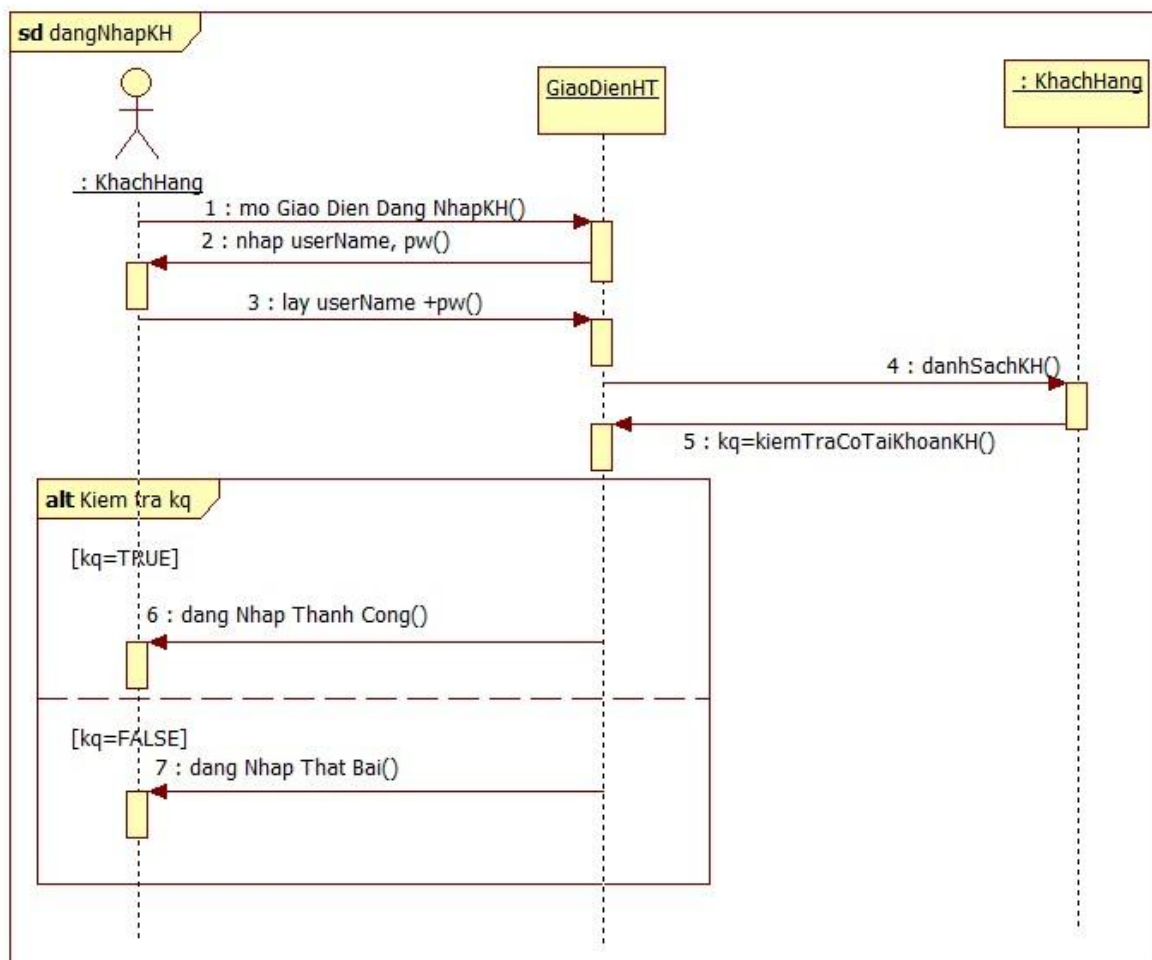 sd dangNhapKH
GiaoDienHT
: KhachHang
: KhachHang
1 : mo Giao Dien Dang NhapKH()
2 : nhap userName, pw()
3 : lay userName +pw()
4 : danhSachKH()
5 : kq=kiemTraCoTaiKhoanKH()
alt Kiem tra kq
[kq=TRUE]
6 : dang Nhap Thanh Cong()
[kq=FALSE]
7 : dang Nhap That Bai()